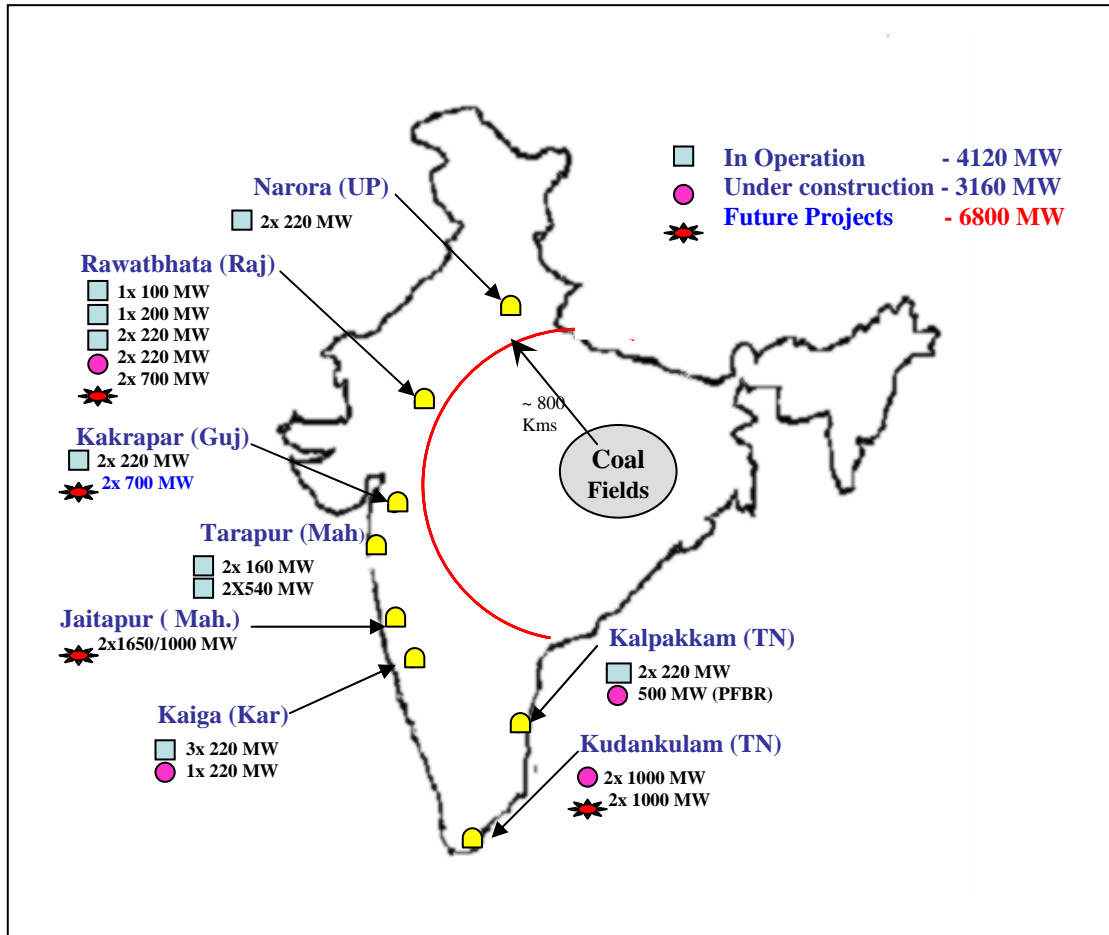 In Operation - 4120 MW
Under construction - 3160 MW
Future Projects - 6800 MW
Narora (UP)
2x 220 MW
Rawatbhata (Raj)
1x 100 MW
1x 200 MW
2x 220 MW
2x 220 MW
2x 700 MW
~ 800
Kms
Coal
Fields
Kakrapar (Guj)
2x 220 MW
2x 700 MW
Tarapur (Mah)
2x 160 MW
2X540 MW
Jaitapur ( Mah.)
2x1650/1000 MW
Kaiga (Kar)
3x 220 MW
1x 220 MW
Kalpakkam (TN)
2x 220 MW
500 MW (PFBR)
Kudankulam (TN)
2x 1000 MW
2x 1000 MW